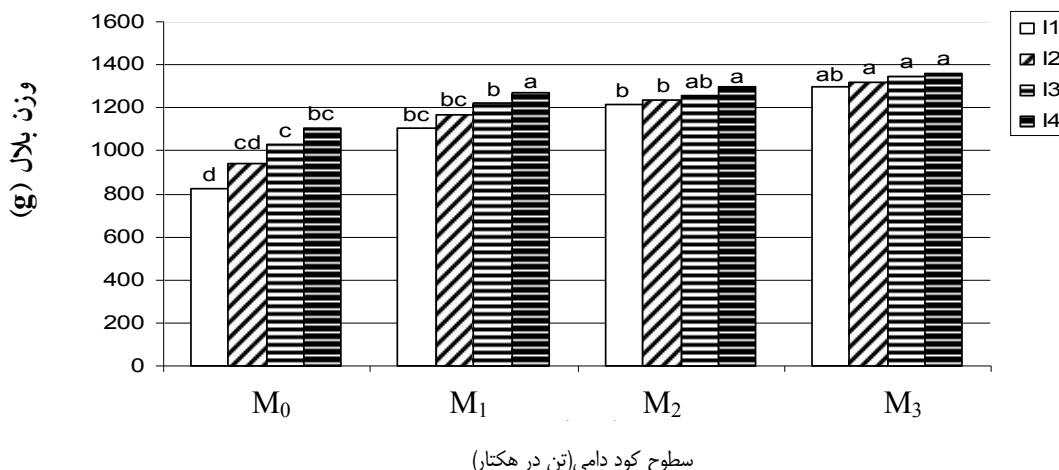 1600
1400
1200
1000
800
600
400
200
0
وزن بلال (g)
d cd c bc
bc bc b a
b b ab a
ab a a a
M0 M1 M2 M3
سطوح کود دامی(تن در هکتار)
I1
I2
I3
I4